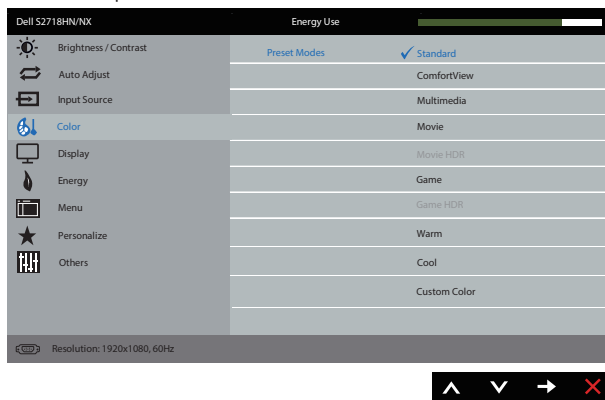 Dell S2718HN/NX Energy Use
Brightness / Contrast
Auto Adjust
Input Source
Color
Display
Energy
Menu
Personalize
Others
Preset Modes
Standard
ComfortView
Multimedia
Movie
Movie HDR
Game
Game HDR
Warm
Cool
Custom Color
Resolution: 1920x1080, 60Hz